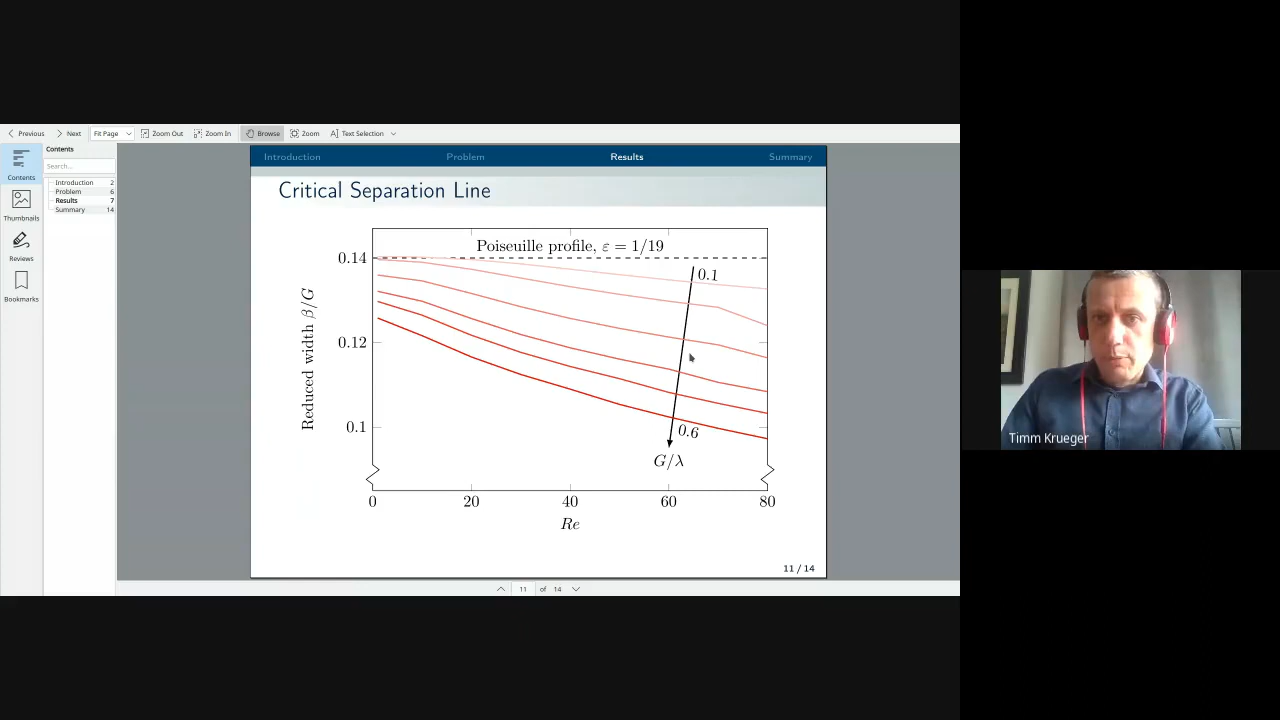 Previous Next Fit Page Zoom Out Zoom In Browse Zoom Text Selection
Contents
Search...
Introduction 2
Problem 6
Results 7
Summary 14
Contents
Thumbnails
Reviews
Bookmarks
Introduction Problem Results Summary
Critical Separation Line
Poiseuille profile, ε = 1/19
0.14
0.12
0.1
Reduced width β/G
0.1
0.6
G/λ
0 20 40 60 80
Re
11 / 14
11 of 14
Timm Krueger